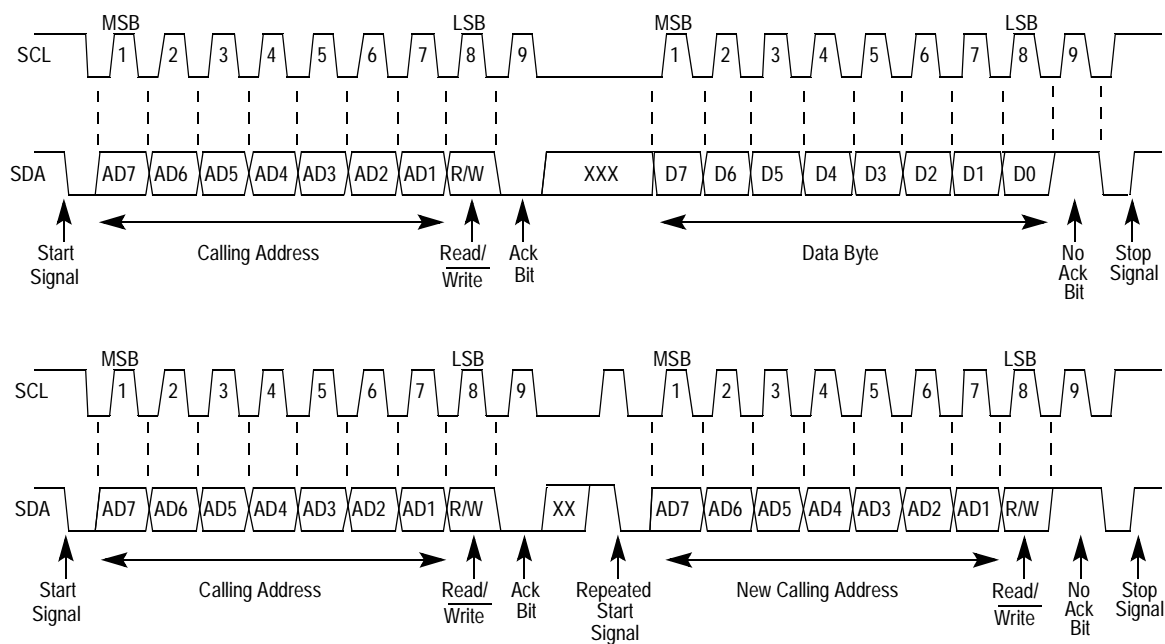 MSB LSB MSB LSB
SCL 1 2 3 4 5 6 7 8 9 1 2 3 4 5 6 7 8 9
SDA AD7 AD6 AD5 AD4 AD3 AD2 AD1 R/W XXX D7 D6 D5 D4 D3 D2 D1 D0
Start Signal
Calling Address
Read/
Write
Ack
Bit
Data Byte
No
Ack
Bit
Stop
Signal
MSB LSB MSB LSB
SCL 1 2 3 4 5 6 7 8 9 1 2 3 4 5 6 7 8 9
SDA AD7 AD6 AD5 AD4 AD3 AD2 AD1 R/W XX AD7 AD6 AD5 AD4 AD3 AD2 AD1 R/W
Start
Signal
Calling Address
Read/
Write
Ack
Bit
Repeated
Start
Signal
New Calling Address
Read/
Write
No
Ack
Bit
Stop
Signal